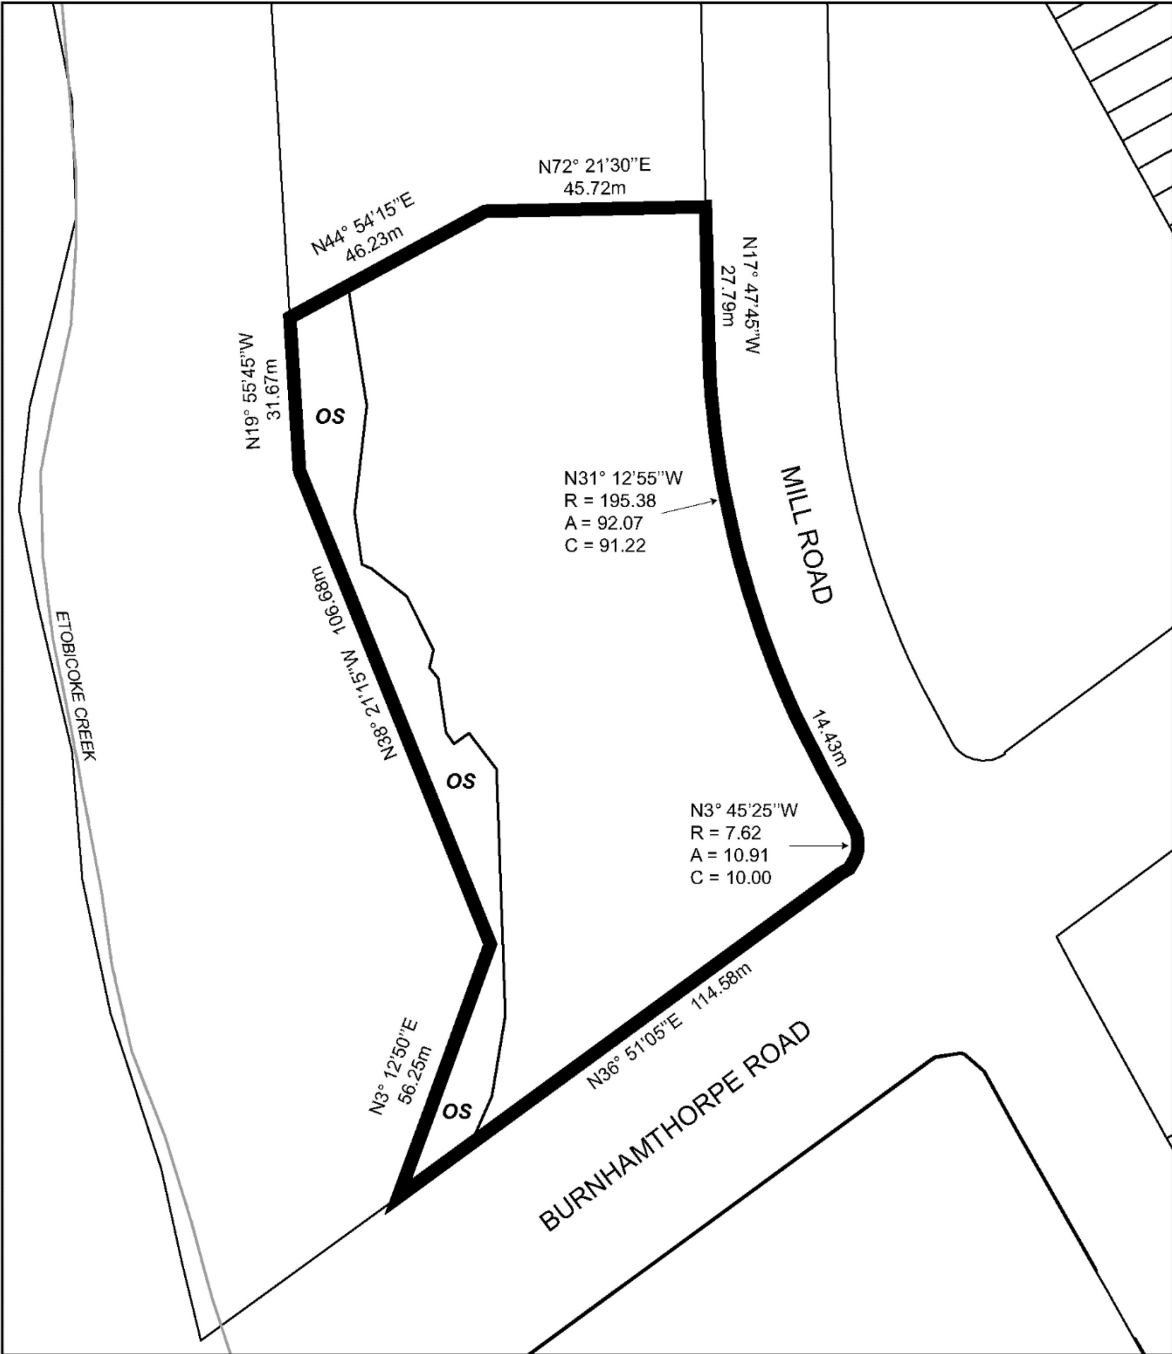 N72° 21'30"E
45.72m
N44° 54'15"E
46.23m
N17° 47'45"W
27.79m
N19° 55'45"W
31.67m
OS
N31° 12'55"W
R = 195.38
A = 92.07
C = 91.22
MILL ROAD
N38° 21'15"W 106.68m
ETOBICOKE CREEK
14.43m
OS
N3° 45'25"W
R = 7.62
A = 10.91
C = 10.00
N36° 51'05"E 114.58m
N3° 12'50"E
56.25m
OS
BURNHAMTHORPE ROAD